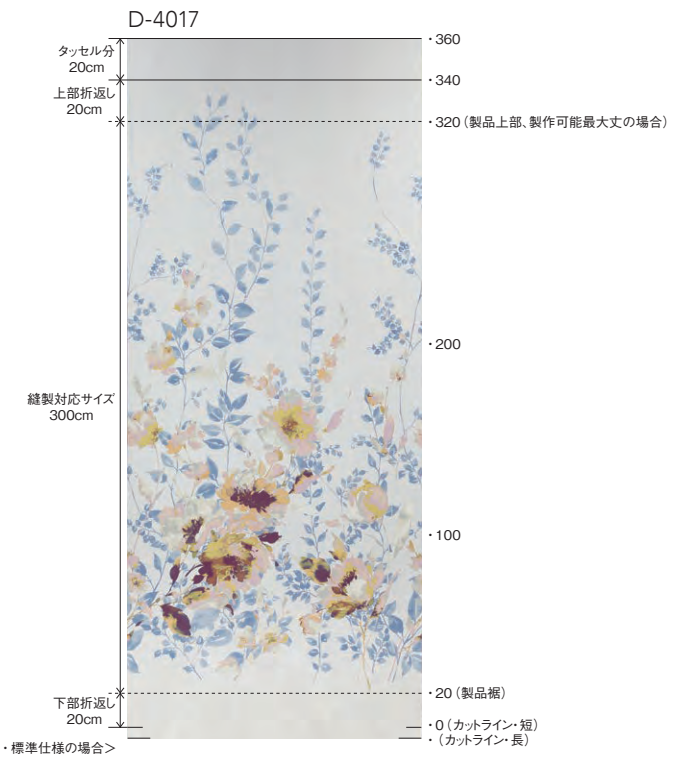 D-4017
タッセル分
20cm
・360
・340
上部折返し
20cm
・320（製品上部、製作可能最大丈の場合）
・200
縫製対応サイズ
300cm
・100
・20（製品裾）
下部折返し
20cm
・0（カットライン・短）
・（カットライン・長）
・標準仕様の場合＞